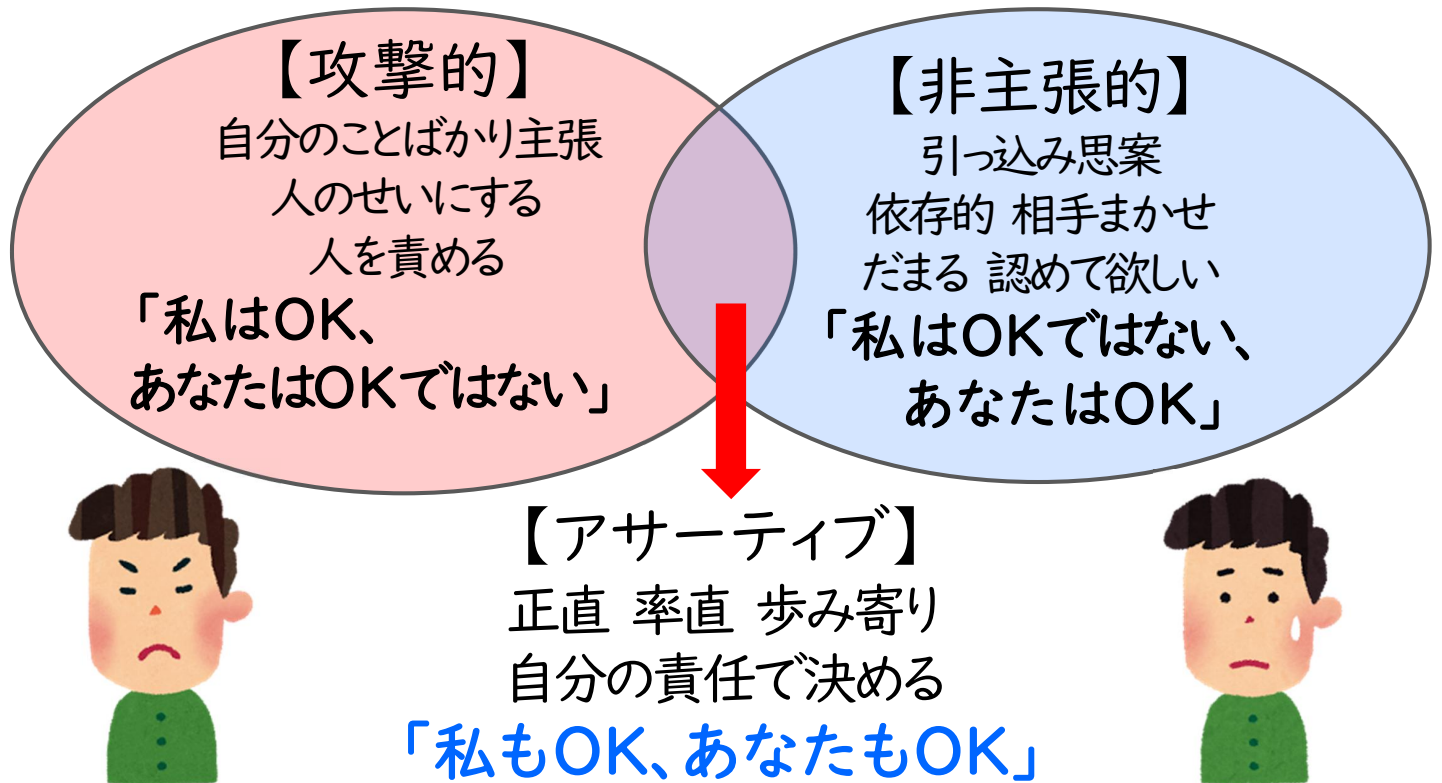 【攻撃的】
自分のことばかり主張
人のせいにする
人を責める
「私はOK、
あなたはOKではない」
【非主張的】
引っ込み思案
依存的 相手まかせ
だまる 認めて欲しい
「私はOKではない、
あなたはOK」
【アサーティブ】
正直 率直 歩み寄り
自分の責任で決める
「私もOK、あなたもOK」